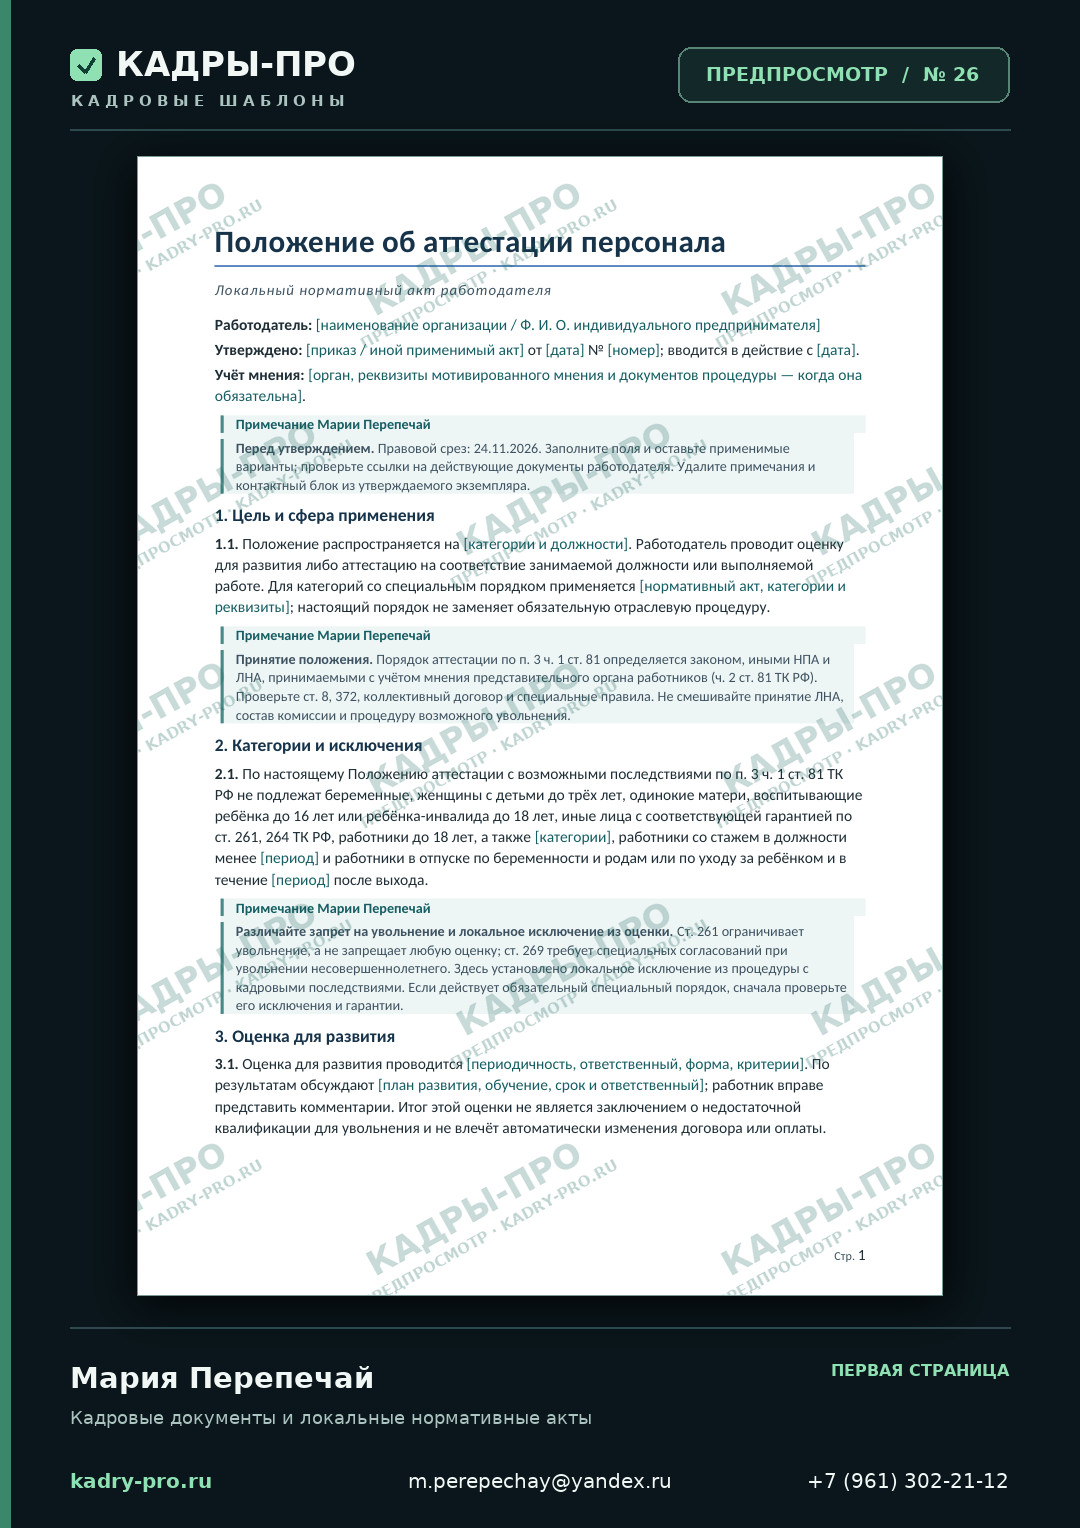 КАДРЫ-ПРО
КАДРОВЫЕ ШАБЛОНЫ
ПРЕДПРОСМОТР / № 26
Положение об аттестации персонала
Локальный нормативный акт работодателя
Работодатель: [наименование организации / Ф. И. О. индивидуального предпринимателя]
Утверждено: [приказ / иной применимый акт] от [дата] № [номер]; вводится в действие с [дата].
Учёт мнения: [орган, реквизиты мотивированного мнения и документов процедуры — когда она
обязательна].
Примечание Марии Перепечай
Перед утверждением. Правовой срез: 24.11.2026. Заполните поля и оставьте применимые
варианты; проверьте ссылки на действующие документы работодателя. Удалите примечания и
контактный блок из утверждаемого экземпляра.
1. Цель и сфера применения
1.1. Положение распространяется на [категории и должности]. Работодатель проводит оценку
для развития либо аттестацию на соответствие занимаемой должности или выполняемой
работе. Для категорий со специальным порядком применяется [нормативный акт, категории и
реквизиты]; настоящий порядок не заменяет обязательную отраслевую процедуру.
Примечание Марии Перепечай
Принятие положения. Порядок аттестации по п. 3 ч. 1 ст. 81 определяется законом, иными НПА и
ЛНА, принимаемыми с учётом мнения представительного органа работников (ч. 2 ст. 81 ТК РФ).
Проверьте ст. 8, 372, коллективный договор и специальные правила. Не смешивайте принятие ЛНА,
состав комиссии и процедуру возможного увольнения.
2. Категории и исключения
2.1. По настоящему Положению аттестации с возможными последствиями по п. 3 ч. 1 ст. 81 ТК
РФ не подлежат беременные, женщины с детьми до трёх лет, одинокие матери, воспитывающие
ребёнка до 16 лет или ребёнка-инвалида до 18 лет, иные лица с соответствующей гарантией по
ст. 261, 264 ТК РФ, работники до 18 лет, а также [категории], работники со стажем в должности
менее [период] и работники в отпуске по беременности и родам или по уходу за ребёнком и в
течение [период] после выхода.
Примечание Марии Перепечай
Различайте запрет на увольнение и локальное исключение из оценки. Ст. 261 ограничивает
увольнение, а не запрещает любую оценку; ст. 269 требует специальных согласований при
увольнении несовершеннолетнего. Здесь установлено локальное исключение из процедуры с
кадровыми последствиями. Если действует обязательный специальный порядок, сначала проверьте
его исключения и гарантии.
3. Оценка для развития
3.1. Оценка для развития проводится [периодичность, ответственный, форма, критерии]. По
результатам обсуждают [план развития, обучение, срок и ответственный]; работник вправе
представить комментарии. Итог этой оценки не является заключением о недостаточной
квалификации для увольнения и не влечёт автоматически изменения договора или оплаты.
КАДРЫ-ПРО
ПРЕДПРОСМОТР · KADRY-PRO.RU
Стр. 1
Мария Перепечай
ПЕРВАЯ СТРАНИЦА
Кадровые документы и локальные нормативные акты
kadry-pro.ru
m.perepechay@yandex.ru
+7 (961) 302-21-12